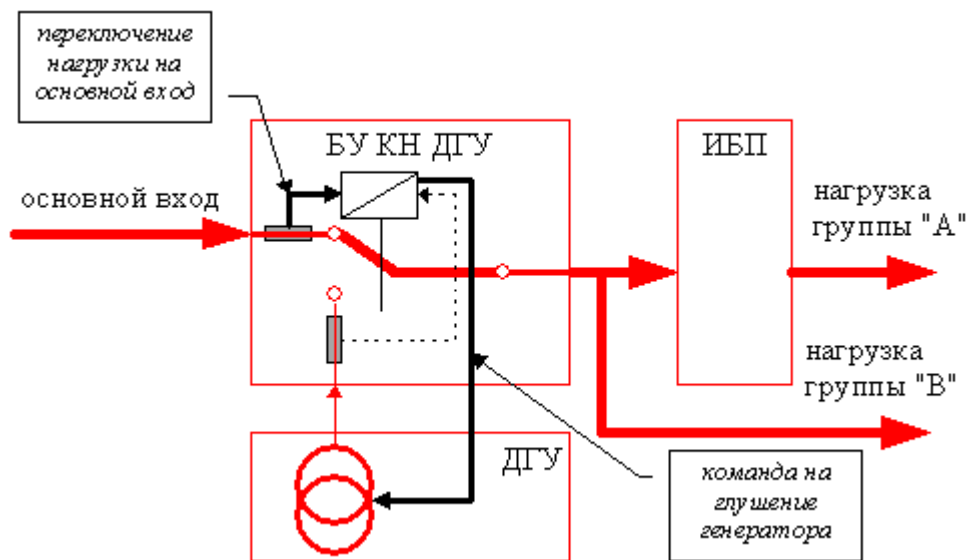 переключение
нагрузки на
основной вход
БУ КН ДГУ
ИБП
основной вход
нагрузка
группы "А"
нагрузка
группы "В"
ДГУ
команда на
глушение
генератора